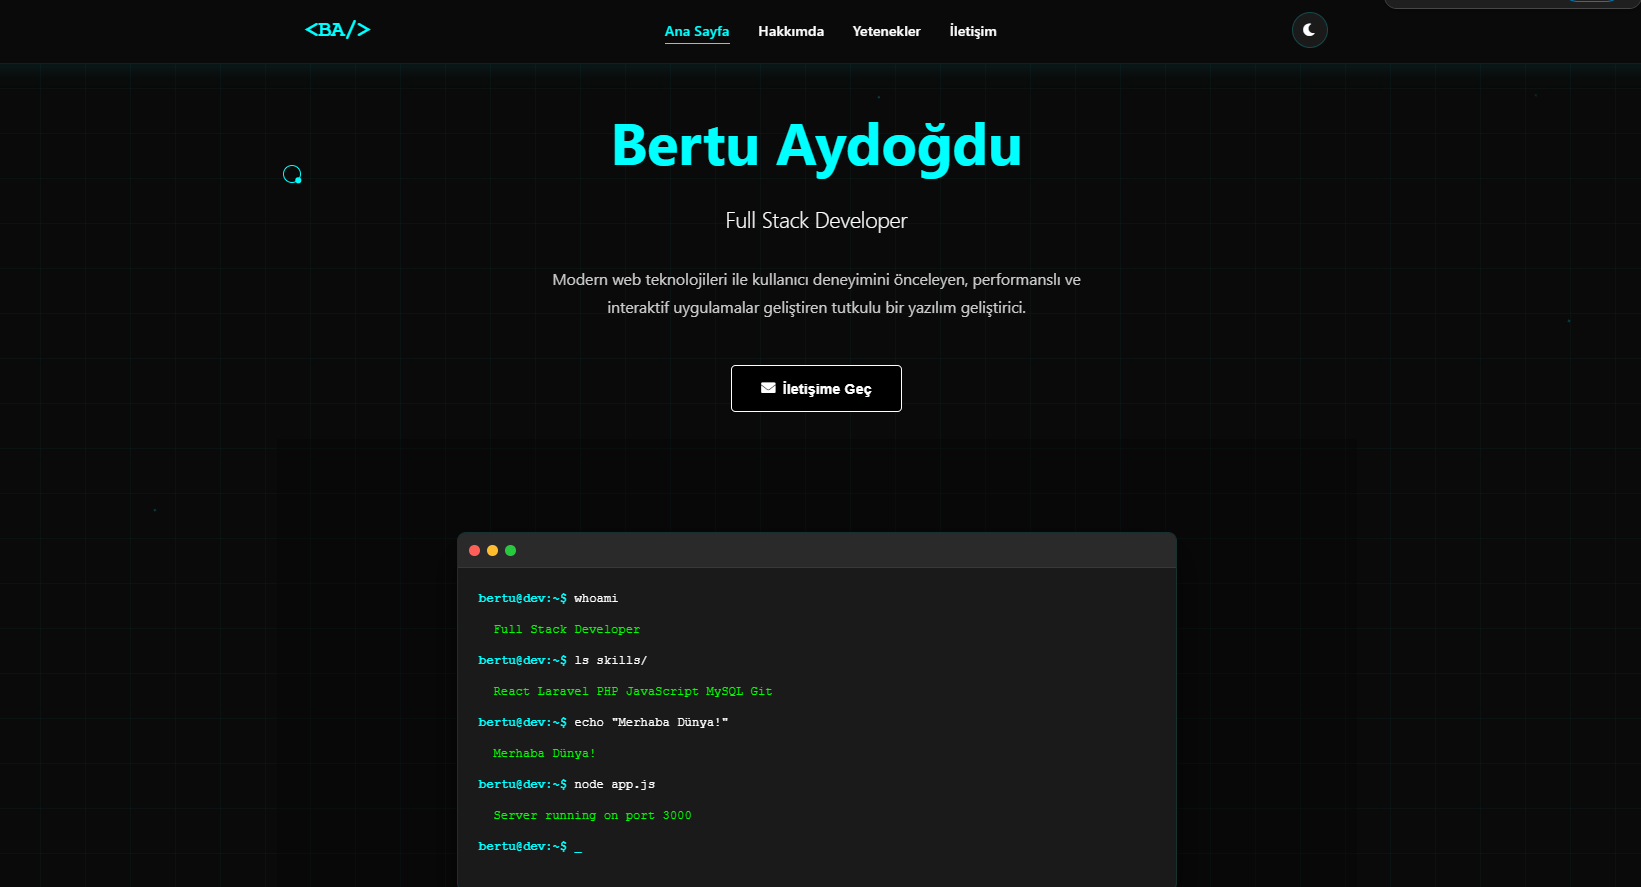 <BA/>
Ana Sayfa
Hakkımda
Yetenekler
İletişim
Bertu Aydoğdu
Full Stack Developer
Modern web teknolojileri ile kullanıcı deneyimini önceleyen, performanslı ve
interaktif uygulamalar geliştiren tutkulu bir yazılım geliştirici.
İletişime Geç
bertu@dev:~$ whoami
Full Stack Developer
bertu@dev:~$ ls skills/
React Laravel PHP JavaScript MySQL Git
bertu@dev:~$ echo "Merhaba Dünya!"
Merhaba Dünya!
bertu@dev:~$ node app.js
Server running on port 3000
bertu@dev:~$ _